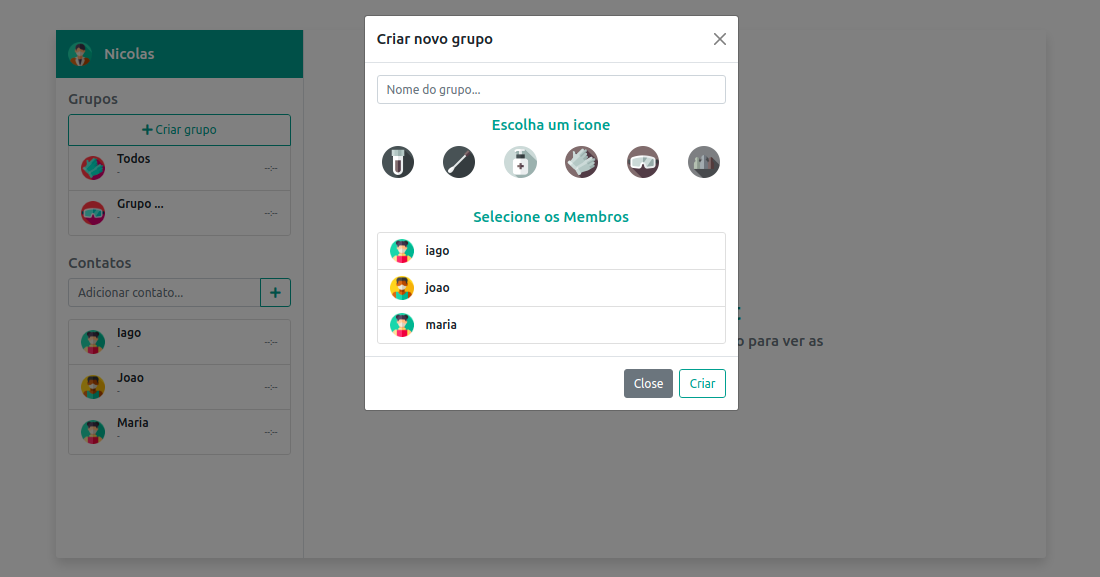 Nicolas
Grupos
Criar grupo
Todos
-
--:--
Grupo ...
-
--:--
Contatos
Adicionar contato...
Iago
-
--:--
Joao
-
--:--
Maria
-
--:--
Criar novo grupo
Nome do grupo...
Escolha um icone
Selecione os Membros
iago
joao
maria
Close
Criar
para ver as